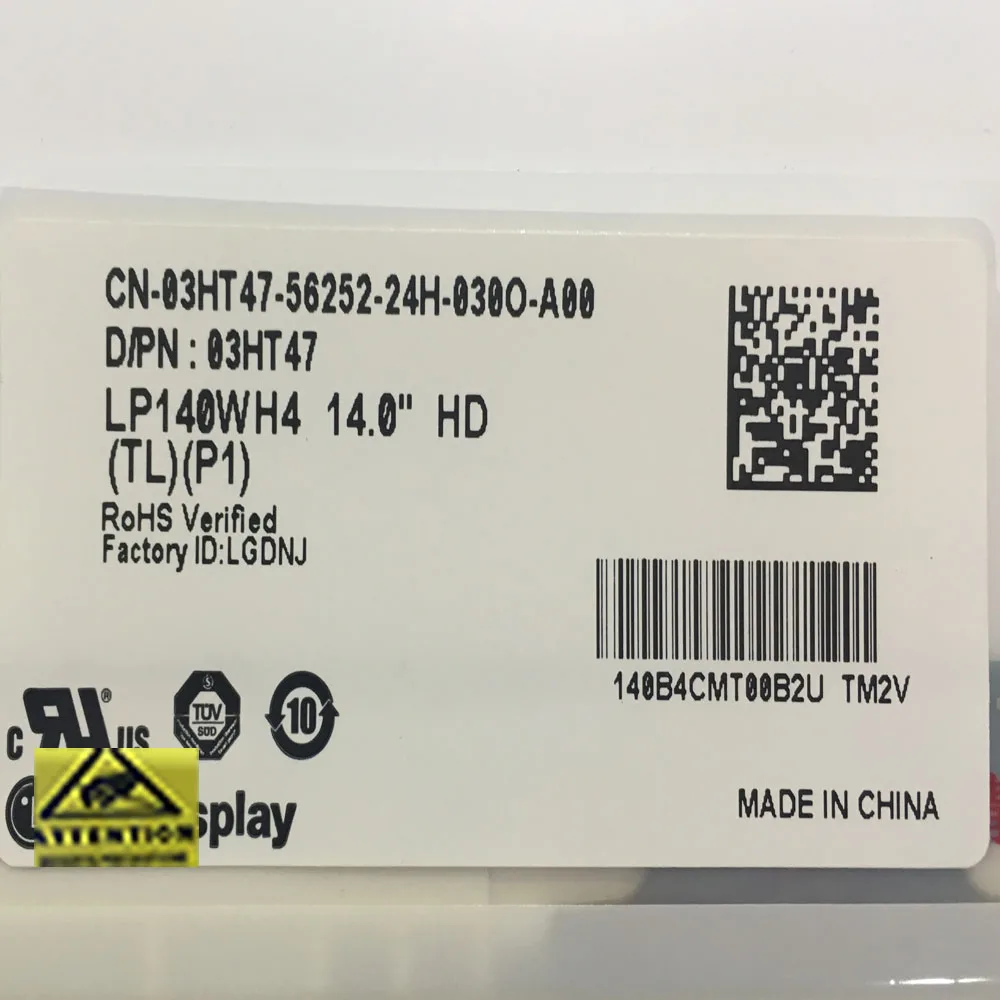 CN-03HT47-56252-24H-030O-A00
D/PN : 03HT47
LP140WH4 14.0" HD
(TL)(P1)
RoHS Verified
Factory ID:LGDNJ
140B4CMT00B2U TM2V
C RU ® US
TÜV
SÜD
10
ATTENTION
splay
MADE IN CHINA